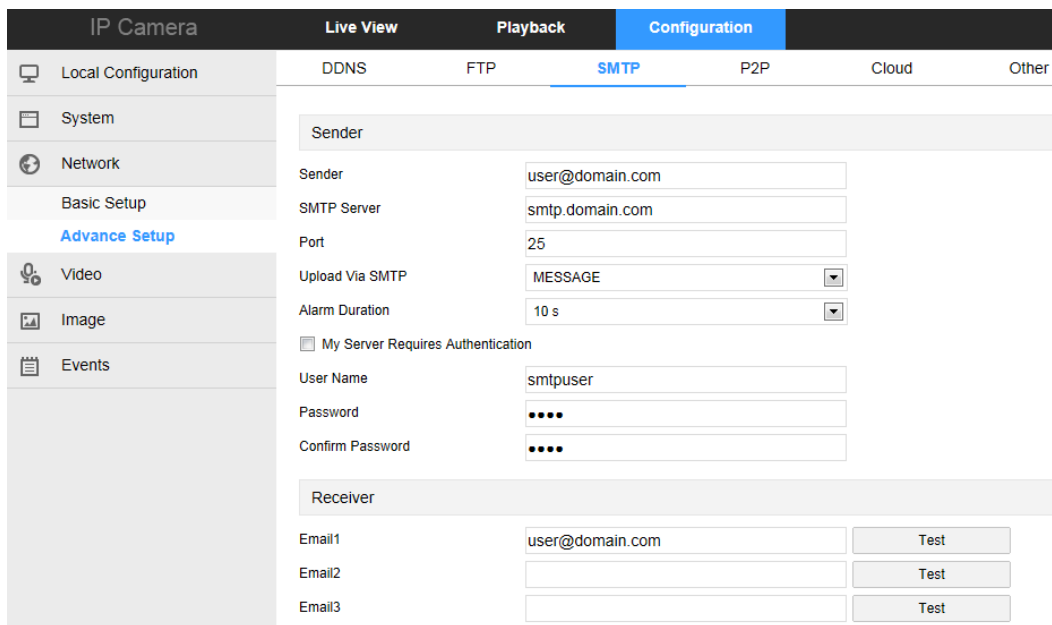 IP Camera Live View Playback Configuration
Local Configuration
System
Network
Basic Setup
Advance Setup
Video
Image
Events
DDNS FTP SMTP P2P Cloud Other
Sender
Sender user@domain.com
SMTP Server smtp.domain.com
Port 25
Upload Via SMTP MESSAGE
Alarm Duration 10 s
My Server Requires Authentication
User Name smtpuser
Password ••••
Confirm Password ••••
Receiver
Email1 user@domain.com Test
Email2 Test
Email3 Test